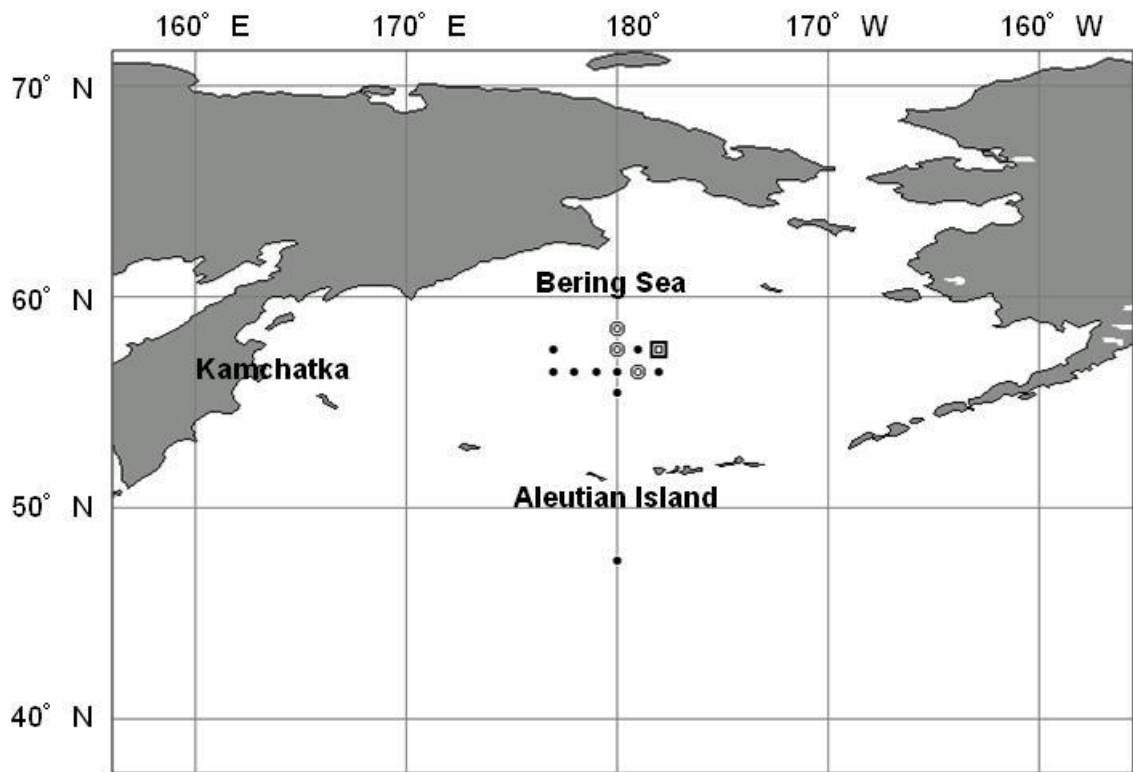 160° E 170° E 180° 170° W 160° W
70° N
60° N
Bering Sea
Kamchatka
Aleutian Island
50° N
40° N